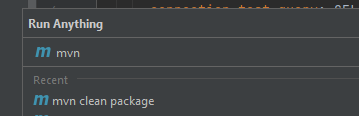 Run Anything
m mvn
Recent
m mvn clean package